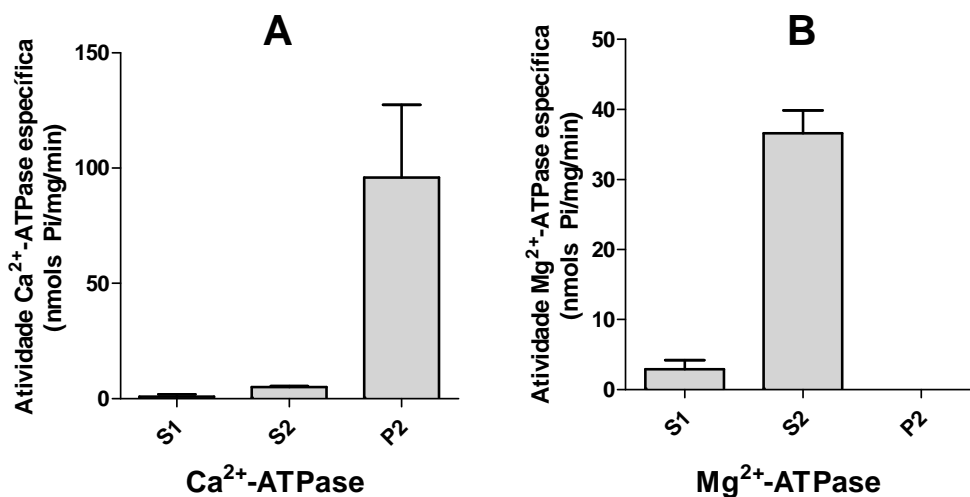 A
Atividade Ca²⁺-ATPase específica
(nmols Pi/mg/min)
150
100
50
0
S1
S2
P2
Ca²⁺-ATPase
B
Atividade Mg²⁺-ATPase específica
(nmols Pi/mg/min)
50
40
30
20
10
0
S1
S2
P2
Mg²⁺-ATPase